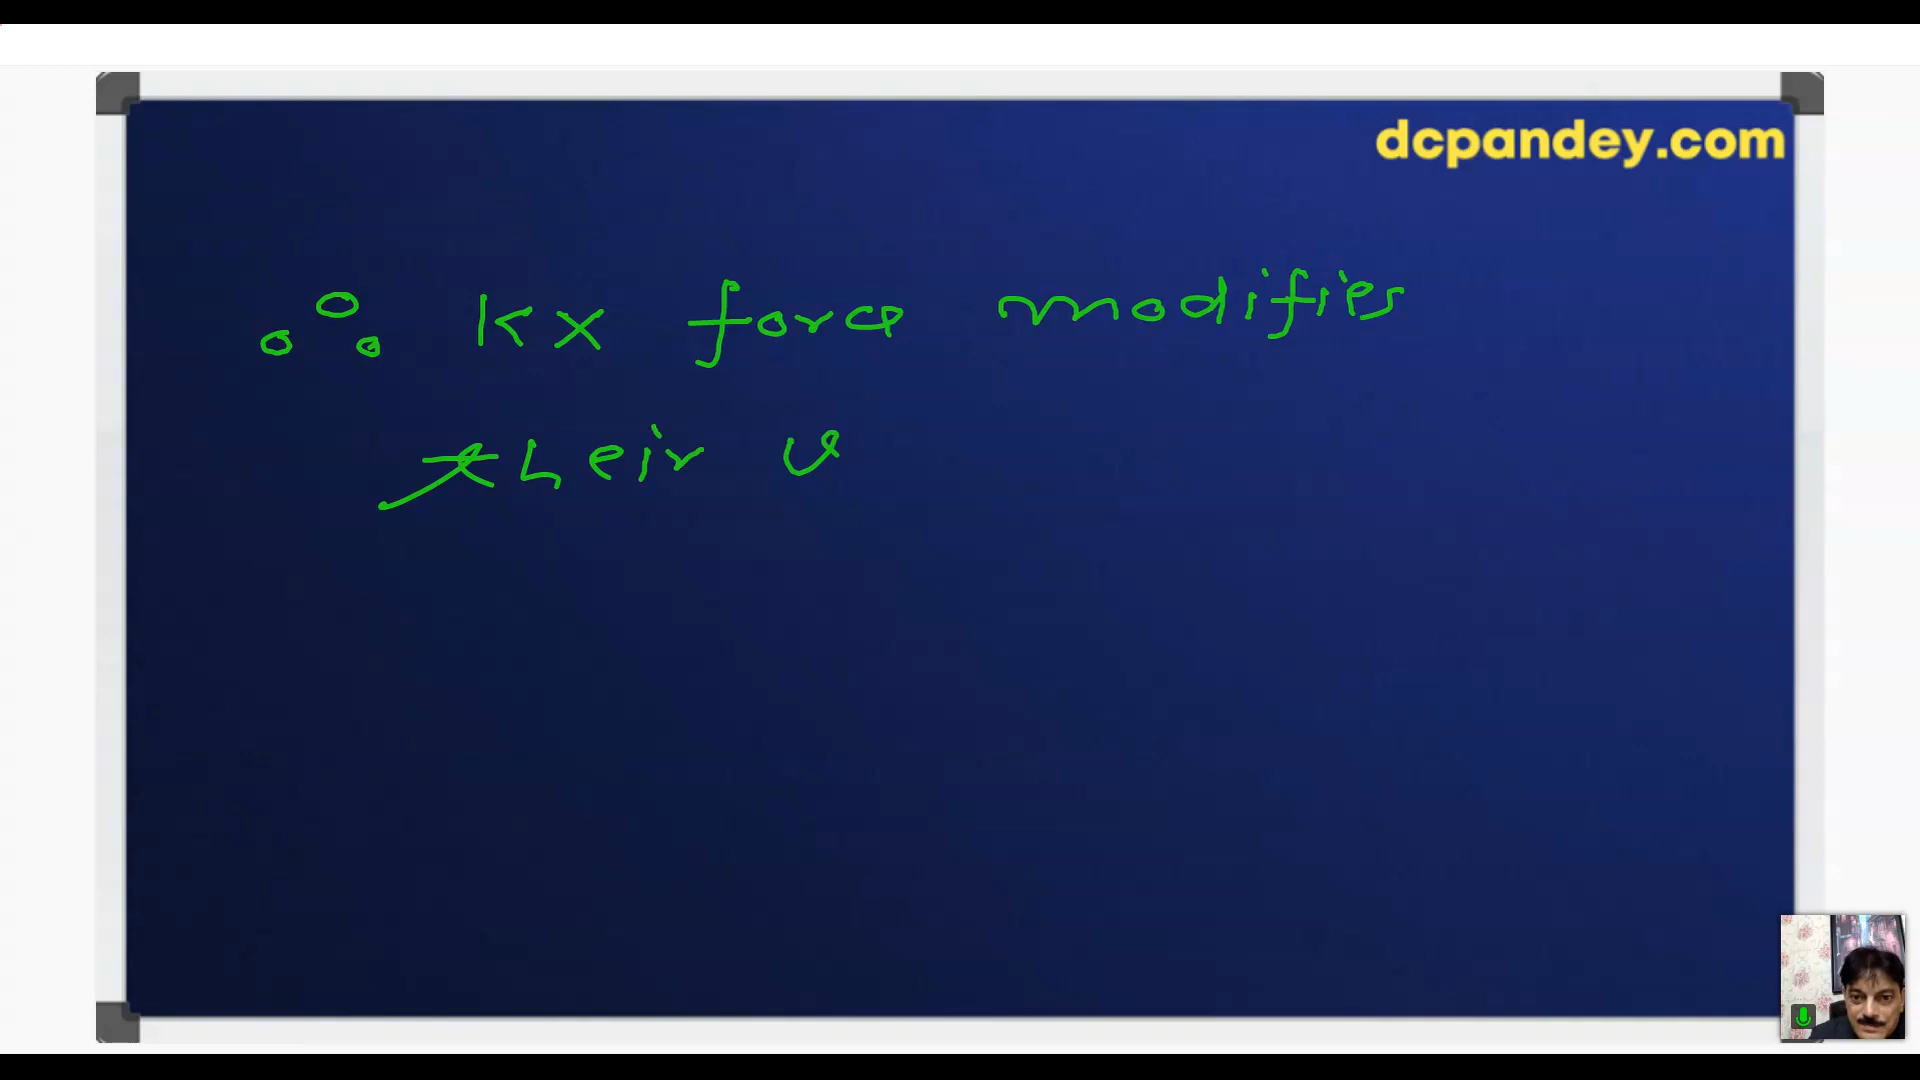 dcpandey.com
∴ kx force modifies
their v